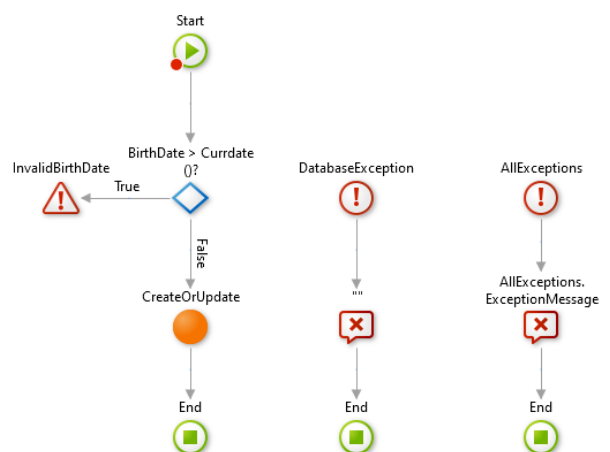 Start
BirthDate > Currdate
()?
InvalidBirthDate
True
False
CreateOrUpdate
End
DatabaseException
""
End
AllExceptions
AllExceptions.
ExceptionMessage
End